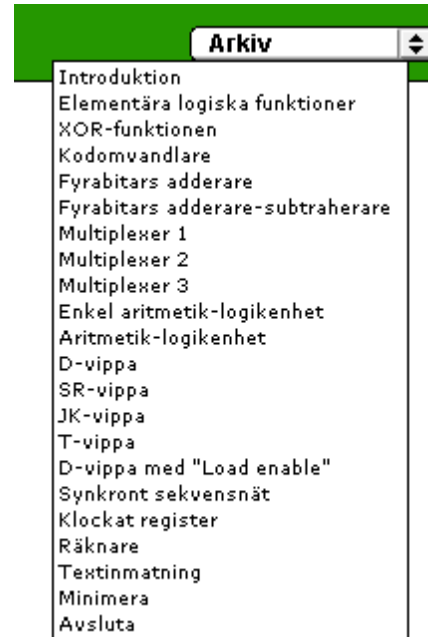 Arkiv
Introduktion
Elementära logiska funktioner
XOR-funktionen
Kodomvandlare
Fyrabitars adderare
Fyrabitars adderare-subtraherare
Multiplexer 1
Multiplexer 2
Multiplexer 3
Enkel aritmetik-logikenhet
Aritmetik-logikenhet
D-vippa
SR-vippa
JK-vippa
T-vippa
D-vippa med "Load enable"
Synkront sekvensnät
Klockat register
Räknare
Textinmatning
Minimera
Avsluta